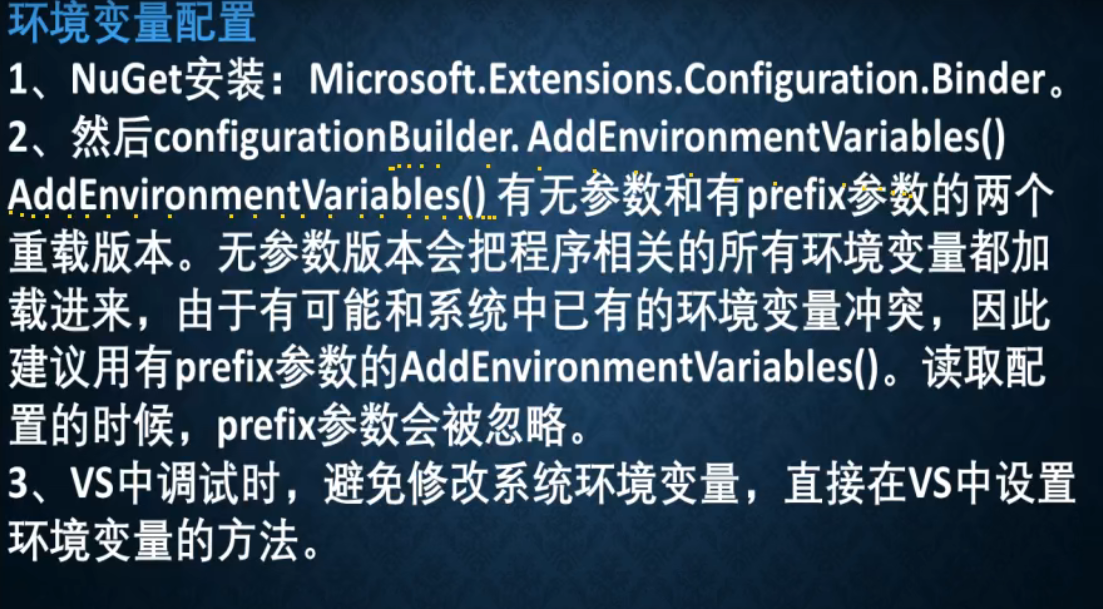 环境变量配置
1、NuGet安装：Microsoft.Extensions.Configuration.Binder。
2、然后configurationBuilder. AddEnvironmentVariables()
AddEnvironmentVariables() 有无参数和有prefix参数的两个
重载版本。无参数版本会把程序相关的所有环境变量都加
载进来，由于有可能和系统中已有的环境变量冲突，因此
建议用有prefix参数的AddEnvironmentVariables()。读取配
置的时候，prefix参数会被忽略。
3、VS中调试时，避免修改系统环境变量，直接在VS中设置
环境变量的方法。